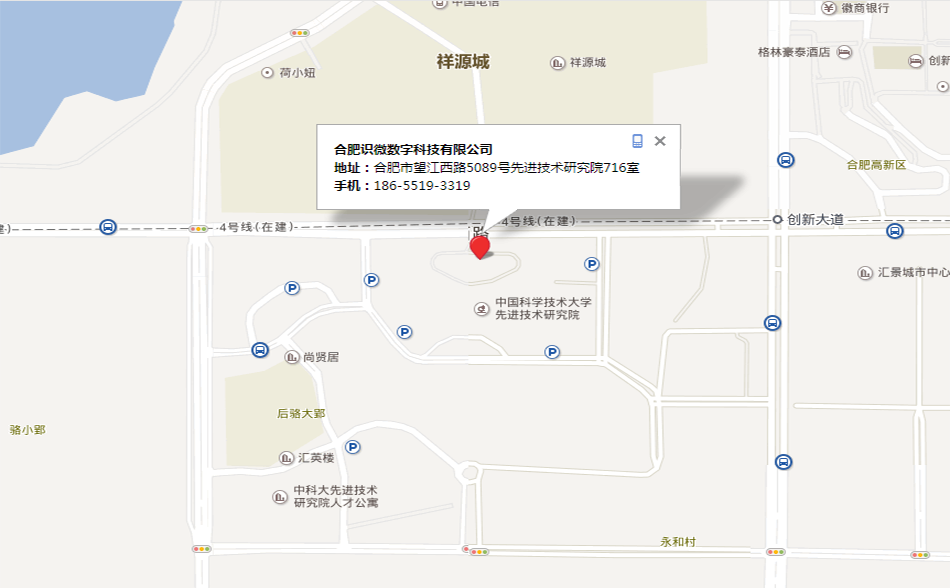 中国电信
徽商银行
祥源城
祥源城
格林豪泰酒店
创新
荷小妞
合肥识微数字科技有限公司
地址：合肥市望江西路5089号先进技术研究院716室
手机：186-5519-3319
合肥高新区
4号线(在建)
4号线(在建)
创新大道
路
汇景城市中心
中国科学技术大学
先进技术研究院
尚贤居
后骆大郢
骆小郢
汇英楼
中科大先进技术
研究院人才公寓
永和村